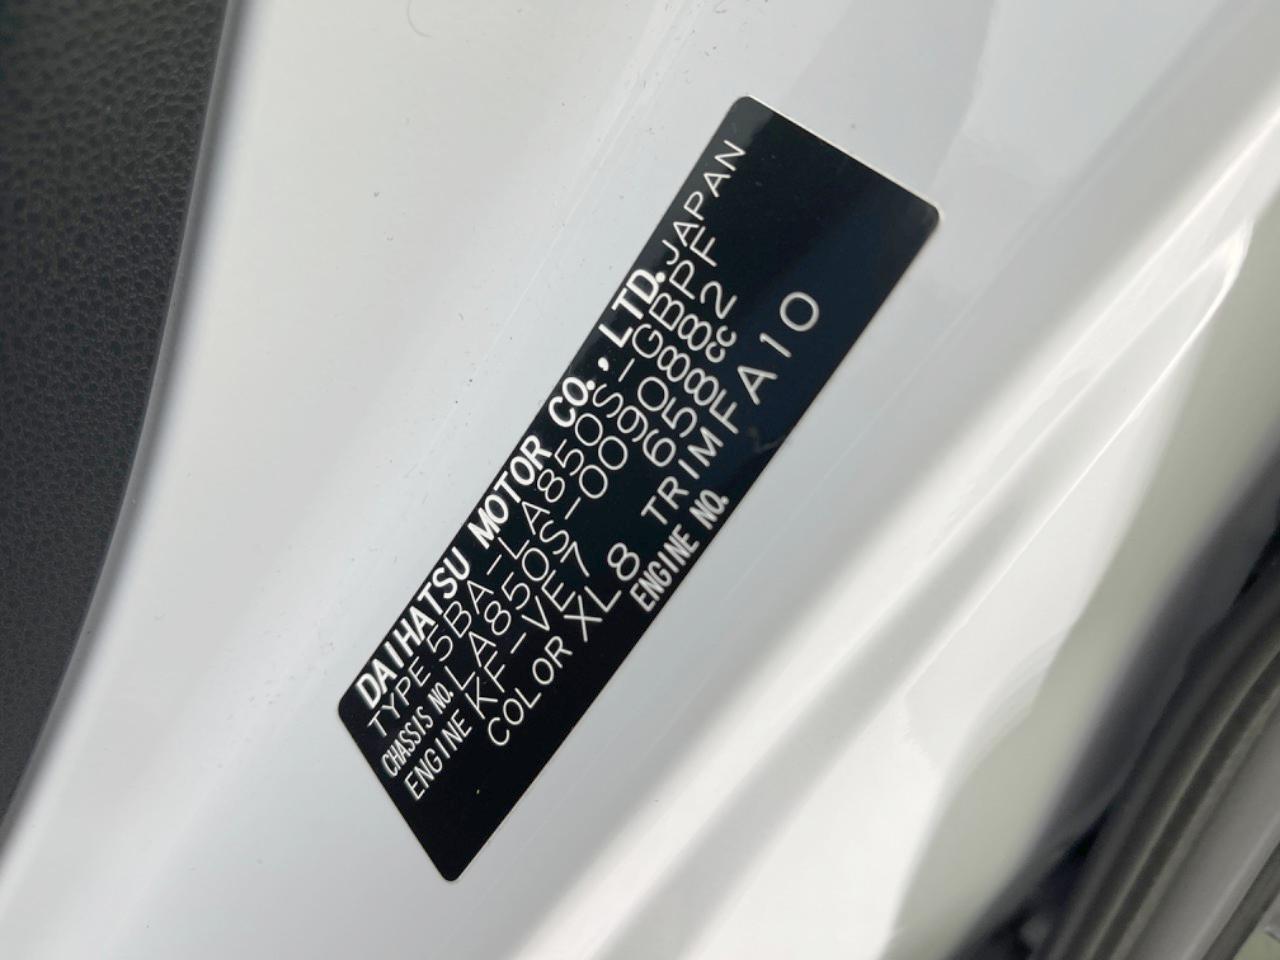 DAIHATSU MOTOR CO., LTD. JAPAN
TYPE 5BA-LA850S-GBPF
CHASSIS NO. LA850S-0090882
ENGINE KF-VE7 658cc
COLOR XL8 TRIM FA10
ENGINE NO.